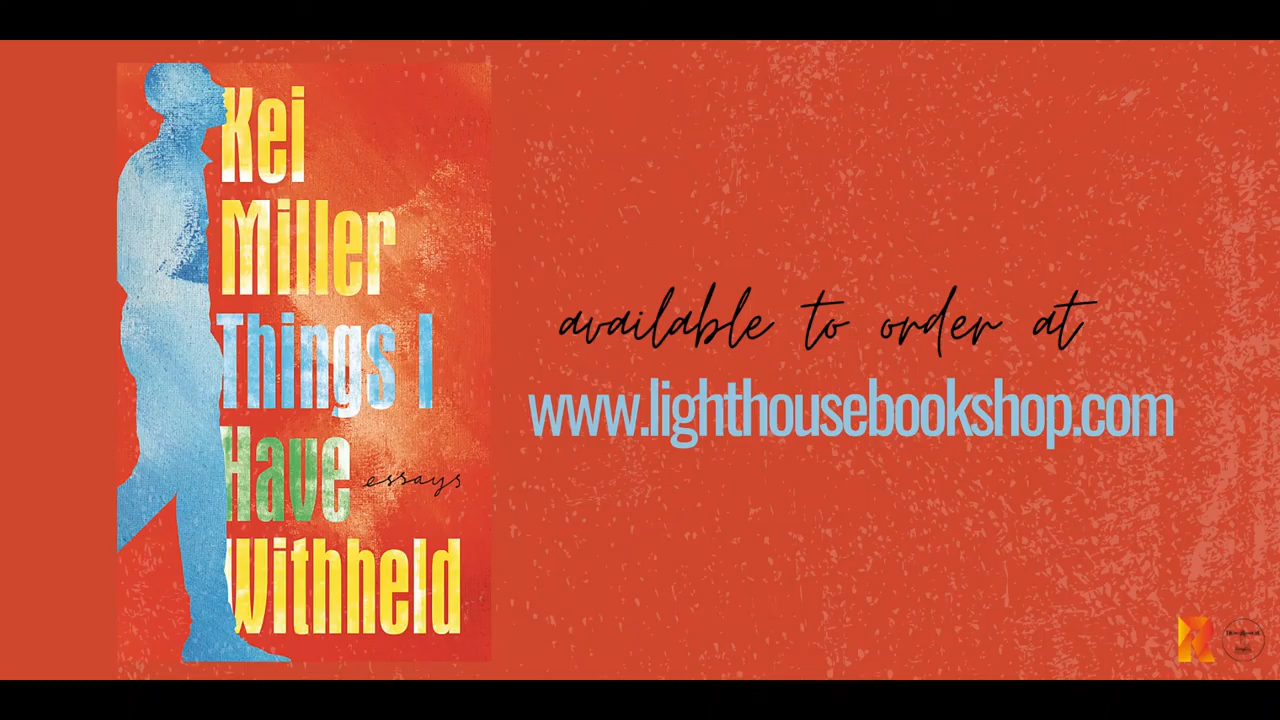 Kei
Miller
Things I
Have
essays
Withheld
available to order at
www.lighthousebookshop.com